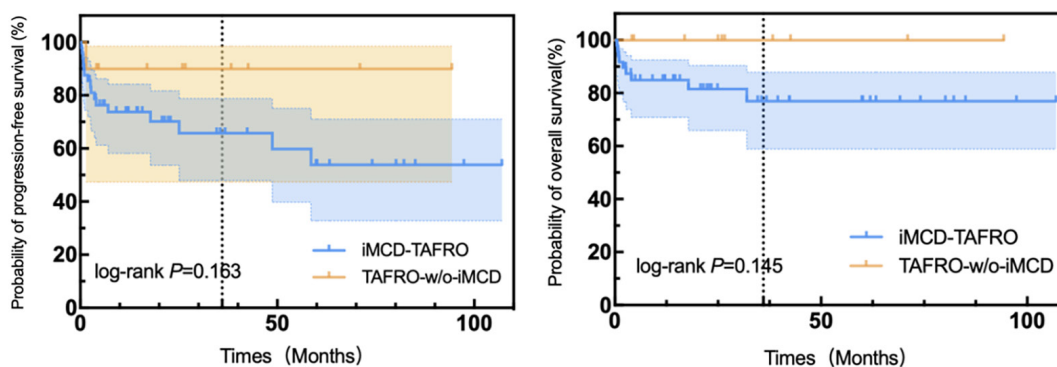 Probability of progression-free survival (%)
100
80
60
40
20
0
iMCD-TAFRO
TAFRO-w/o-iMCD
log-rank P=0.163
0
50
100
Times（Months）
Probability of overall survival(%)
100
80
60
40
20
0
iMCD-TAFRO
TAFRO-w/o-iMCD
log-rank P=0.145
0
50
100
Times（Months）